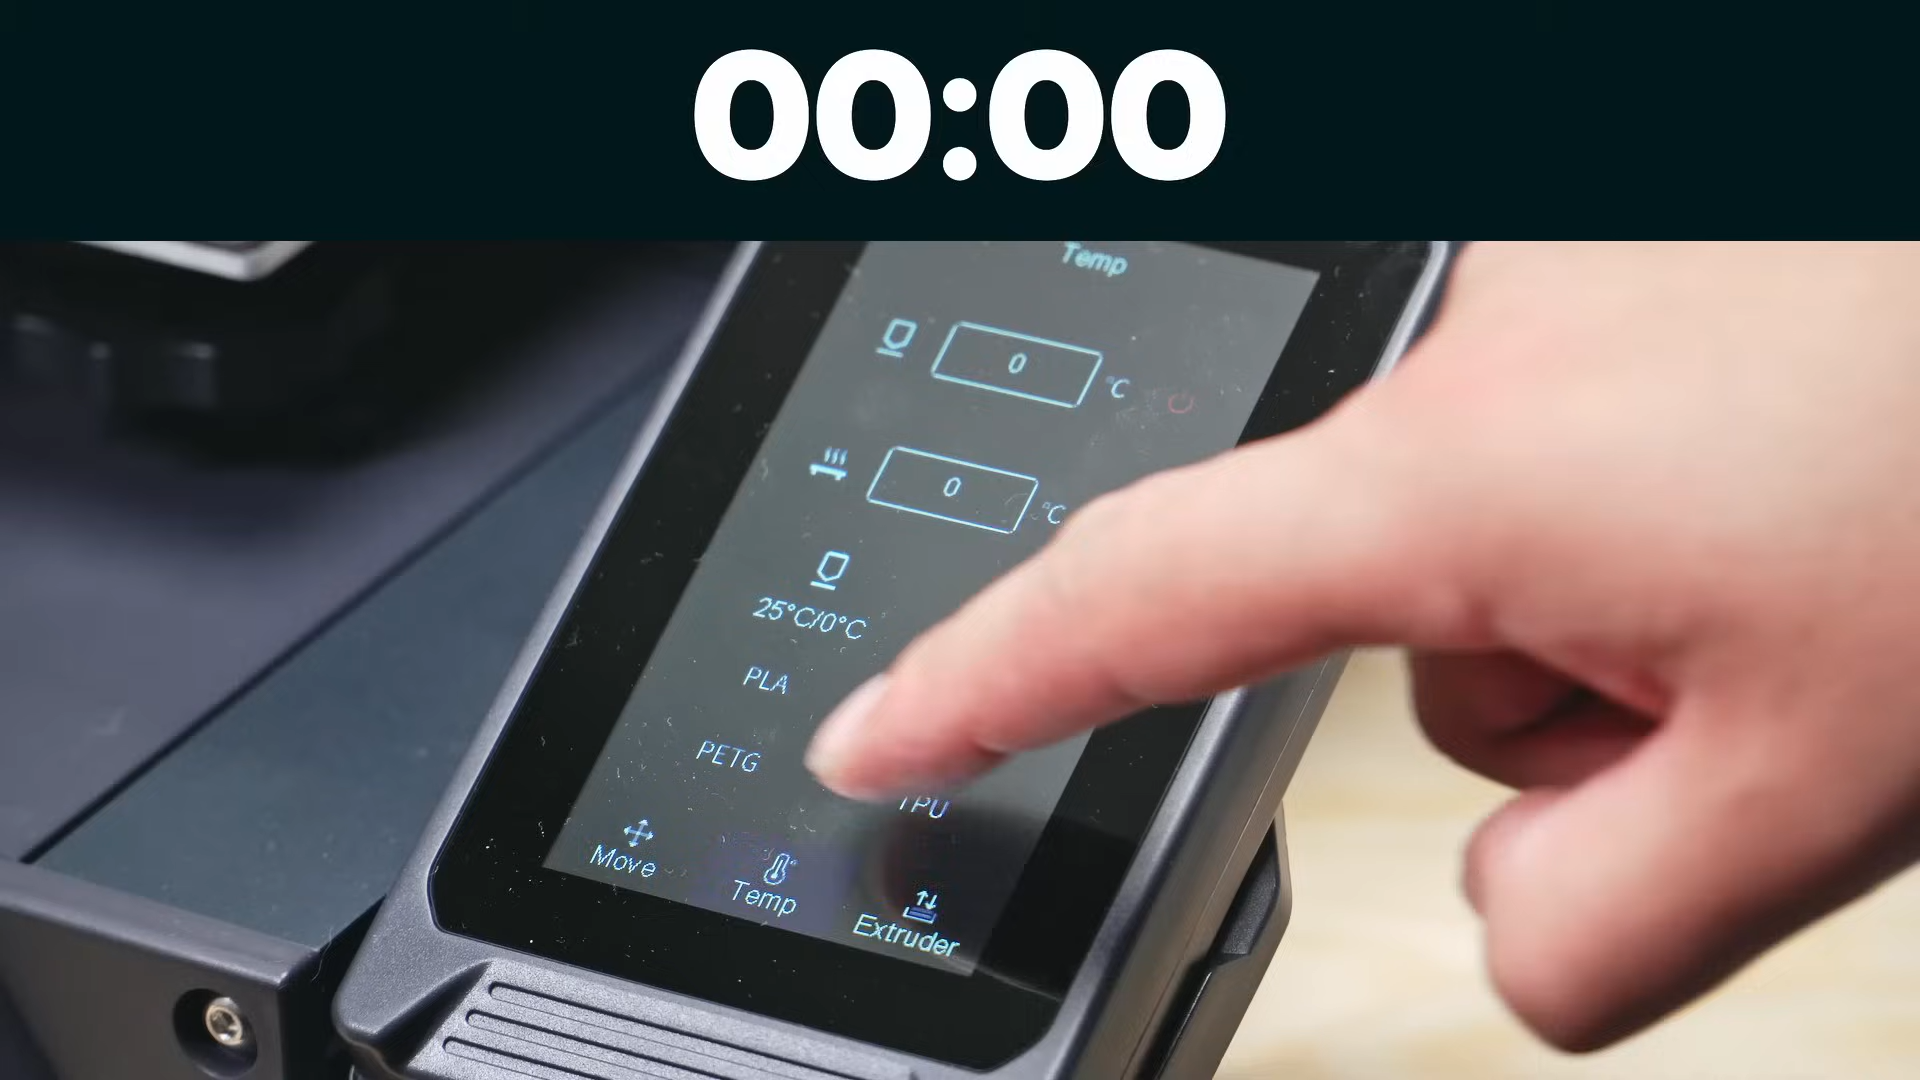 00:00
Temp
0 °C
0 °C
25°C/0°C
PLA
PETG
TPU
Move
Temp
Extruder